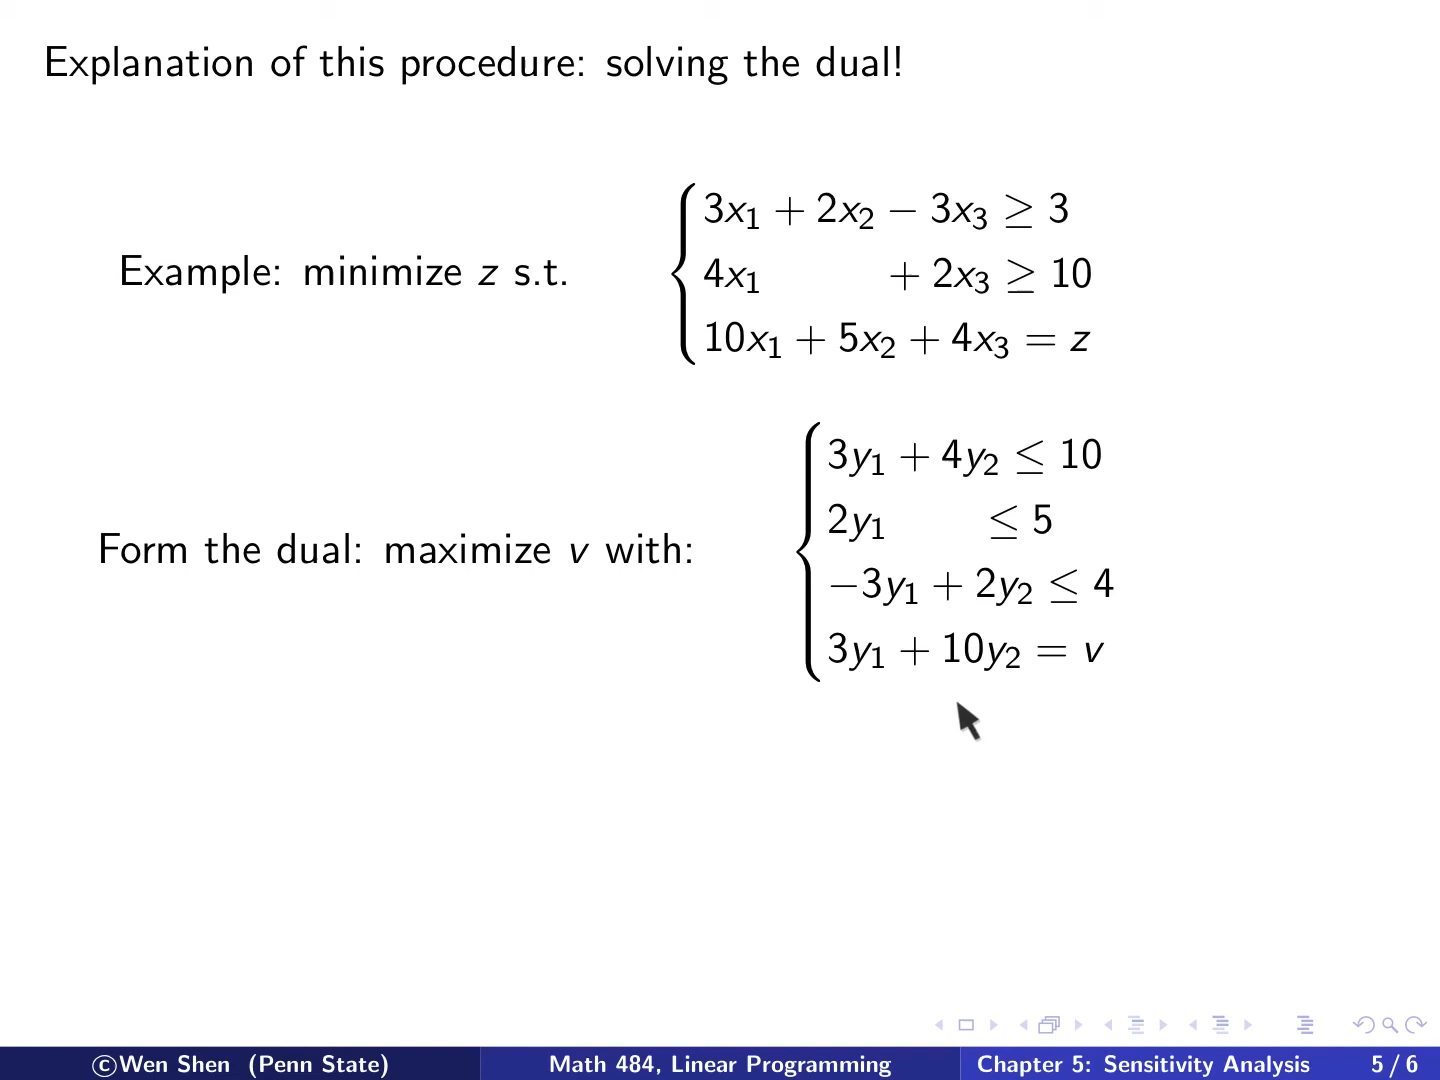 Explanation of this procedure: solving the dual!
3x₁ + 2x₂ − 3x₃ ≥ 3
Example: minimize z s.t. 4x₁ + 2x₃ ≥ 10
10x₁ + 5x₂ + 4x₃ = z
3y₁ + 4y₂ ≤ 10
2y₁ ≤ 5
Form the dual: maximize v with:
−3y₁ + 2y₂ ≤ 4
3y₁ + 10y₂ = v
©Wen Shen (Penn State) Math 484, Linear Programming Chapter 5: Sensitivity Analysis 5 / 6